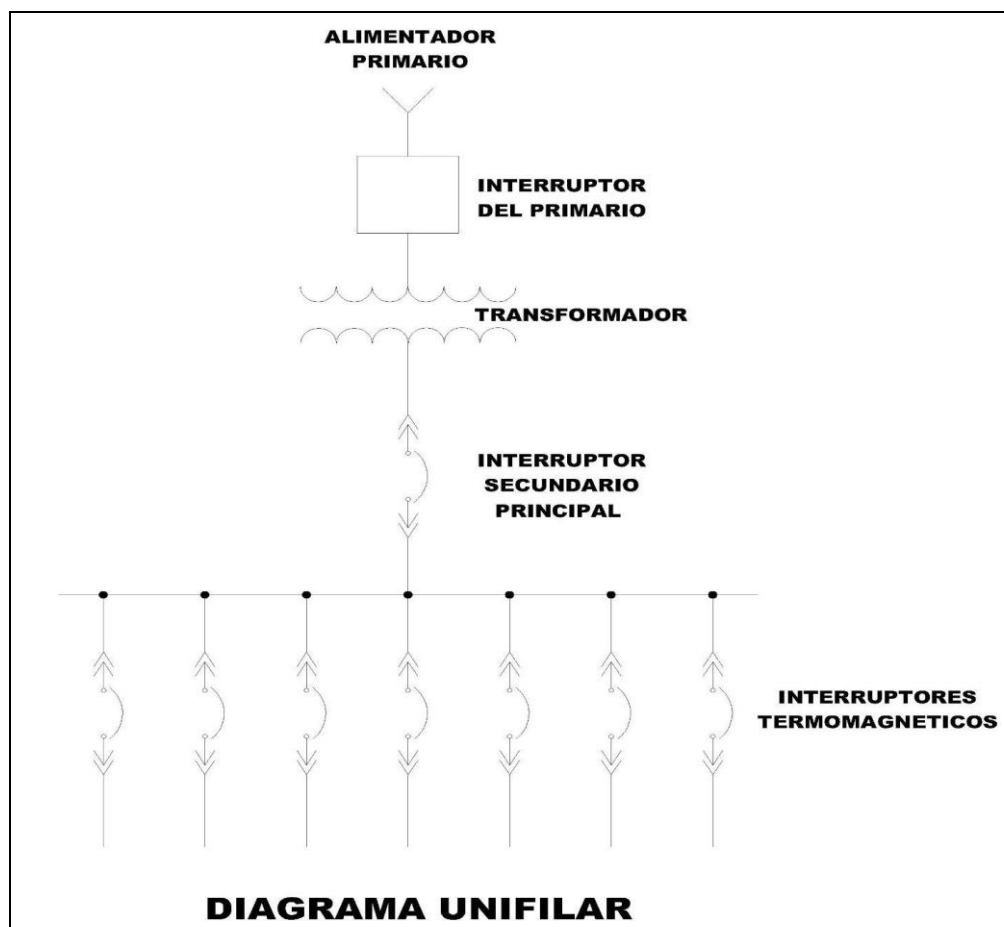 ALIMENTADOR
PRIMARIO
INTERRUPTOR
DEL PRIMARIO
TRANSFORMADOR
INTERRUPTOR
SECUNDARIO
PRINCIPAL
INTERRUPTORES
TERMOMAGNETICOS
DIAGRAMA UNIFILAR